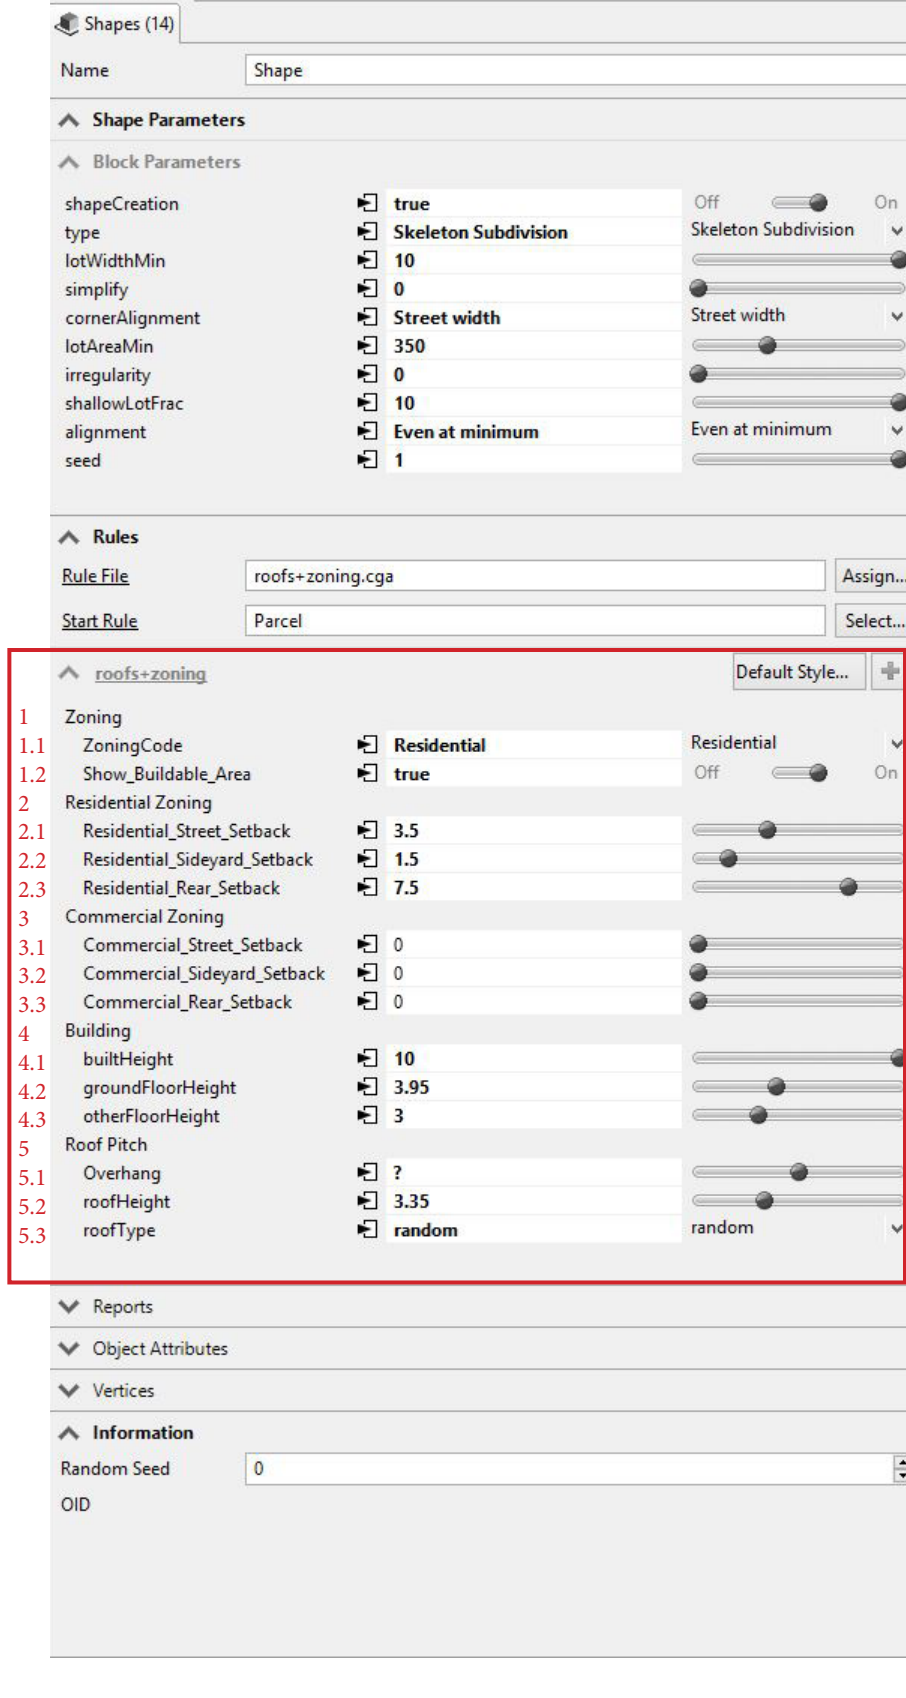 Shapes (14)
Name Shape
Shape Parameters
Block Parameters
shapeCreation true Off On
type Skeleton Subdivision Skeleton Subdivision
lotWidthMin 10
simplify 0
cornerAlignment Street width Street width
lotAreaMin 350
irregularity 0
shallowLotFrac 10
alignment Even at minimum Even at minimum
seed 1
Rules
Rule File roofs+zoning.cga Assign...
Start Rule Parcel Select...
roofs+zoning Default Style...
1 Zoning
1.1 ZoningCode Residential Residential
1.2 Show_Buildable_Area true Off On
2 Residential Zoning
2.1 Residential_Street_Setback 3.5
2.2 Residential_Sideyard_Setback 1.5
2.3 Residential_Rear_Setback 7.5
3 Commercial Zoning
3.1 Commercial_Street_Setback 0
3.2 Commercial_Sideyard_Setback 0
3.3 Commercial_Rear_Setback 0
4 Building
4.1 builtHeight 10
4.2 groundFloorHeight 3.95
4.3 otherFloorHeight 3
5 Roof Pitch
5.1 Overhang ?
5.2 roofHeight 3.35
5.3 roofType random random
Reports
Object Attributes
Vertices
Information
Random Seed 0
OID